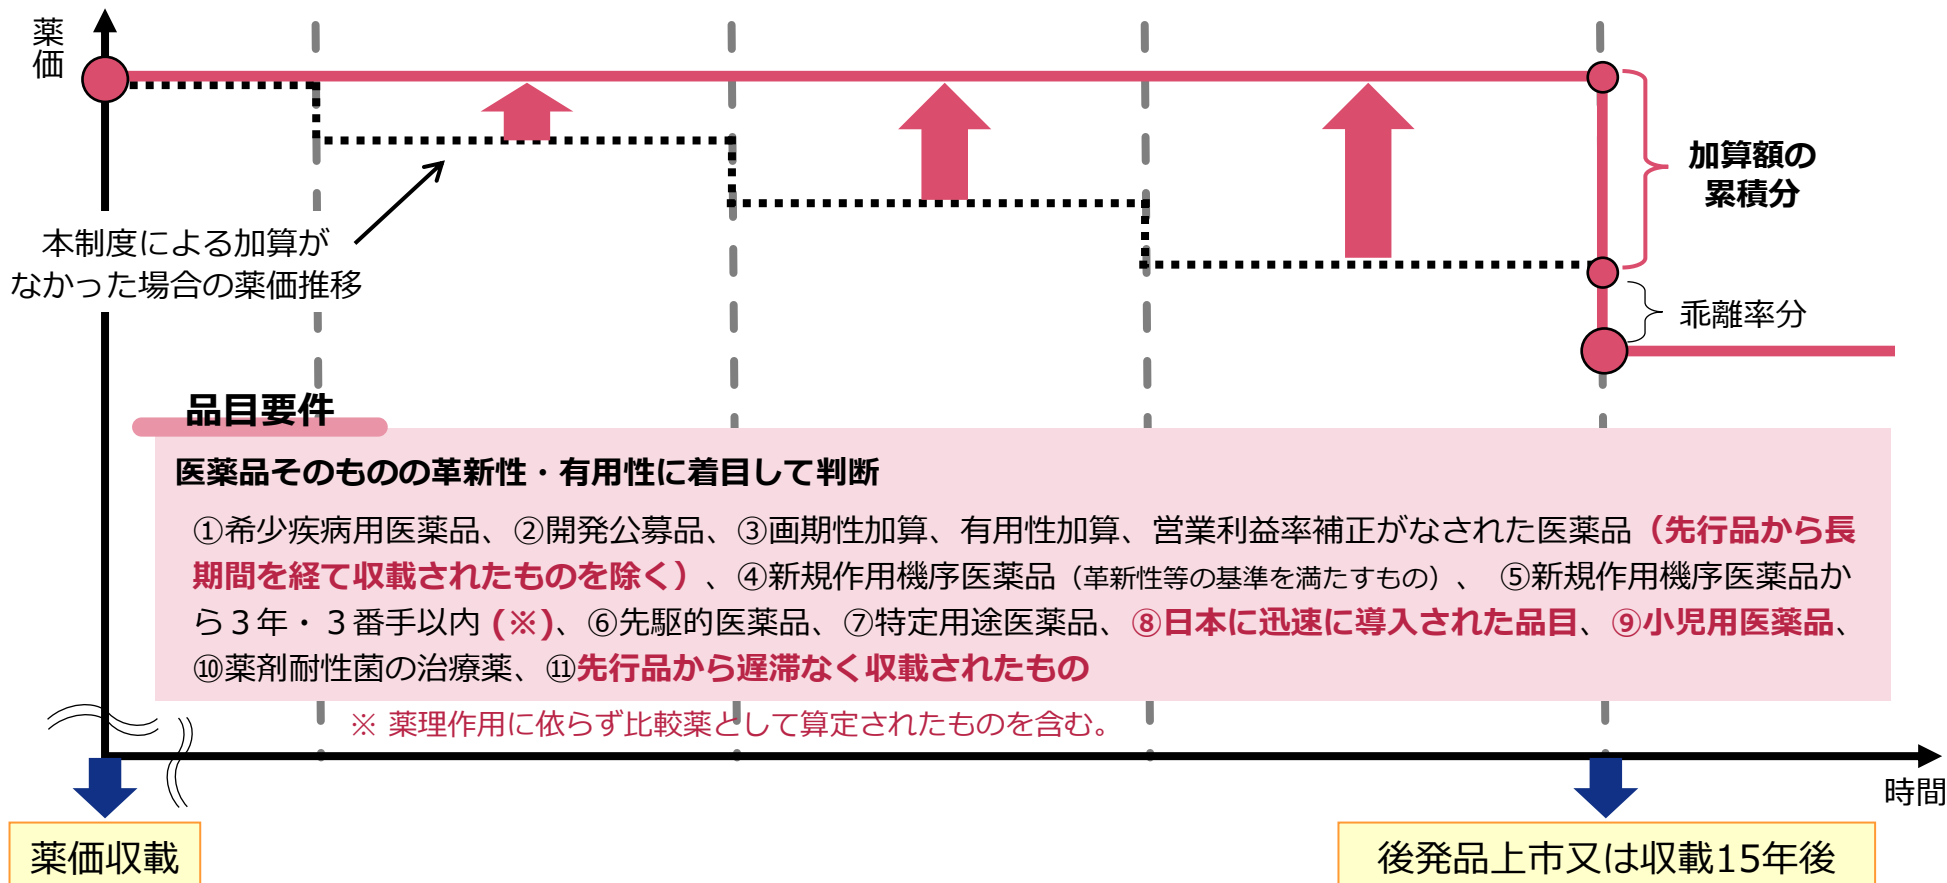 薬価
加算額の
累積分
本制度による加算が
なかった場合の薬価推移
乖離率分
品目要件
医薬品そのものの革新性・有用性に着目して判断
①希少疾病用医薬品、②開発公募品、③画期性加算、有用性加算、営業利益率補正がなされた医薬品（先行品から長
期間を経て収載されたものを除く）、④新規作用機序医薬品（革新性等の基準を満たすもの）、 ⑤新規作用機序医薬品か
ら３年・３番手以内 (※)、⑥先駆的医薬品、⑦特定用途医薬品、⑧日本に迅速に導入された品目、⑨小児用医薬品、
⑩薬剤耐性菌の治療薬、⑪先行品から遅滞なく収載されたもの
※ 薬理作用に依らず比較薬として算定されたものを含む。
時間
薬価収載
後発品上市又は収載15年後